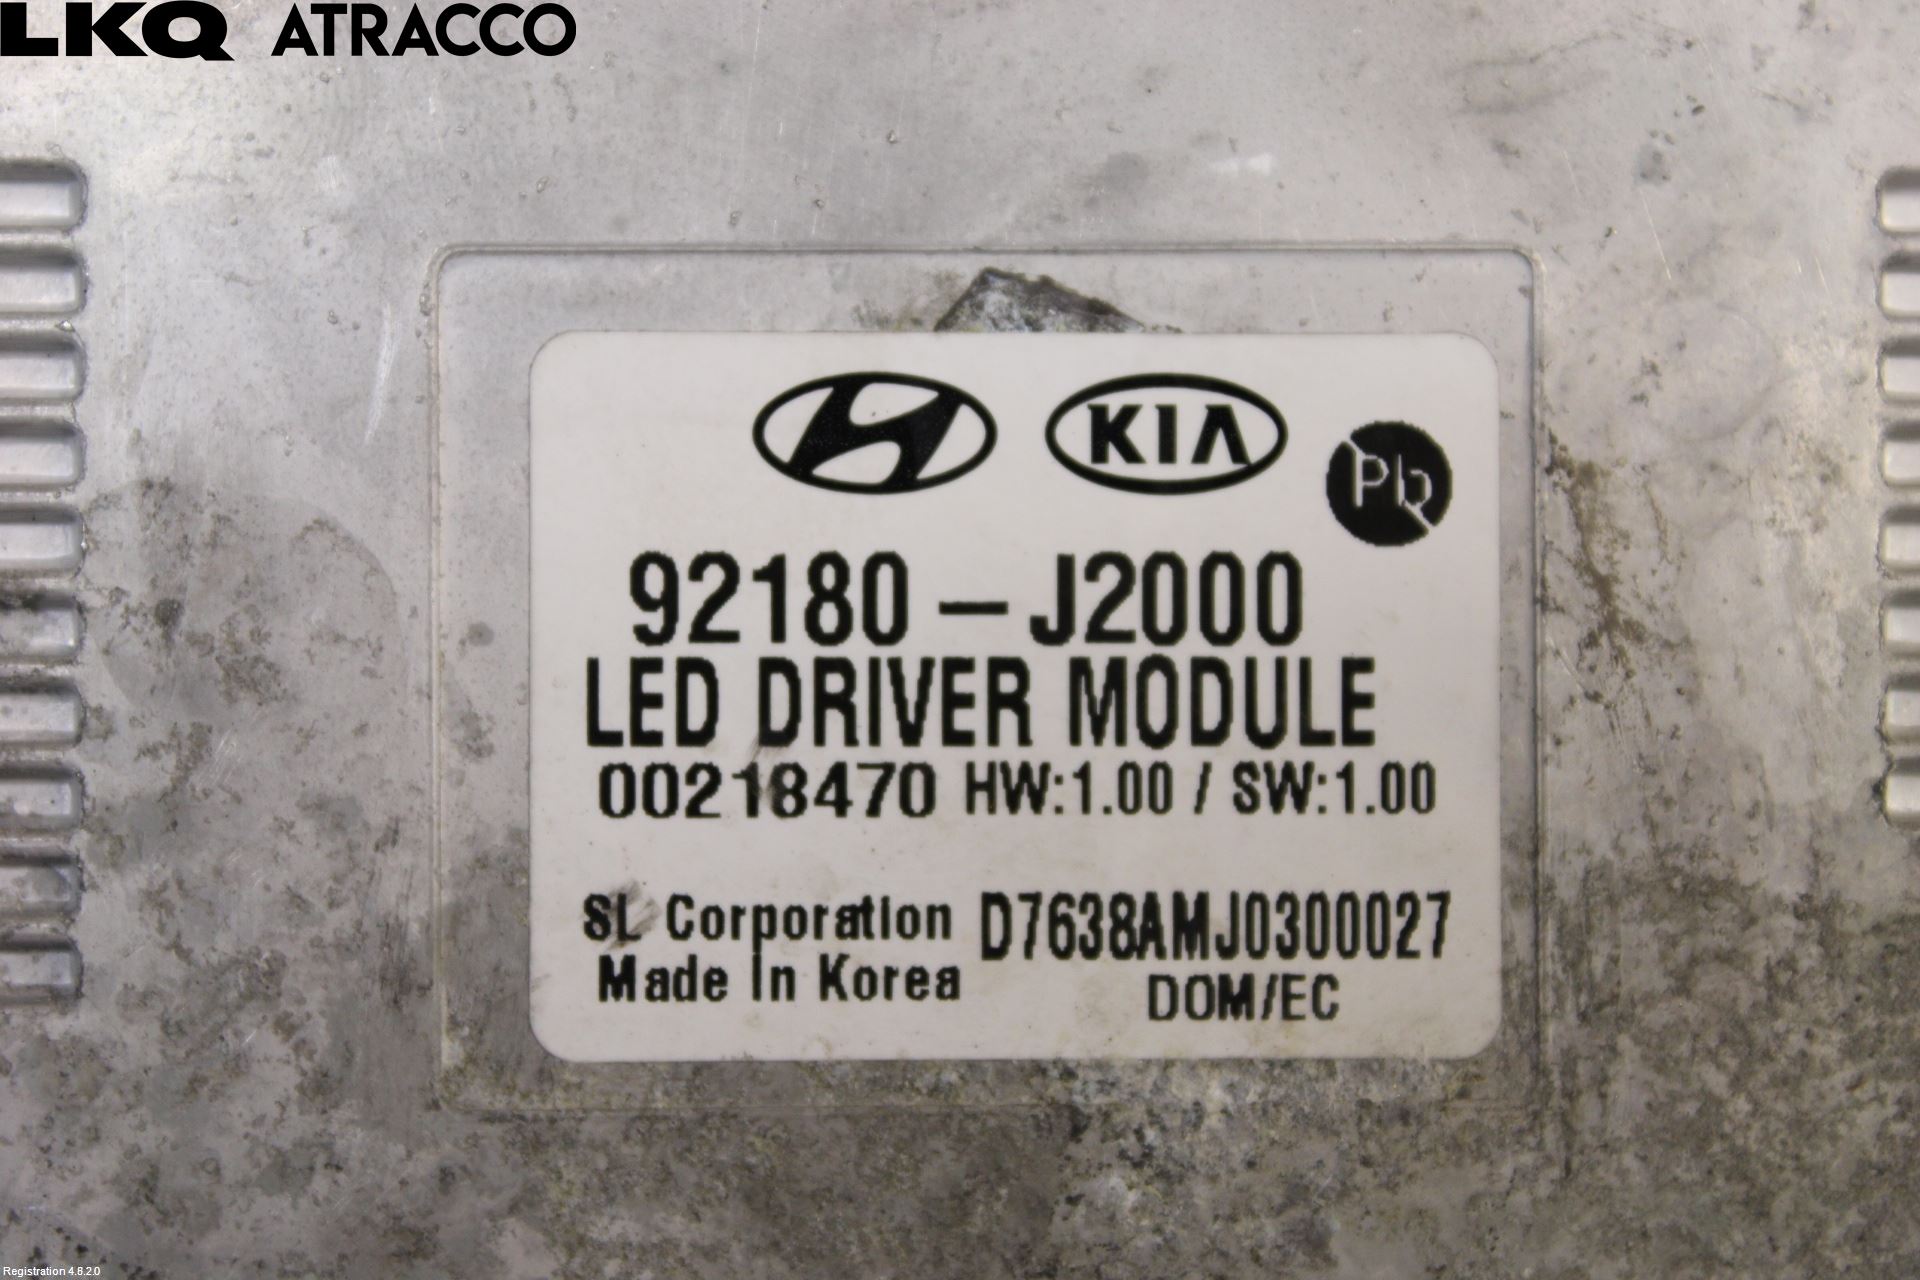 LKQ ATRACCO
KIA
Pb
92180-J2000
LED DRIVER MODULE
00218470 HW:1.00 / SW:1.00
SL Corporation D7638AMJ0300027
Made in Korea DOM/EC
Registration 4.8.2.0